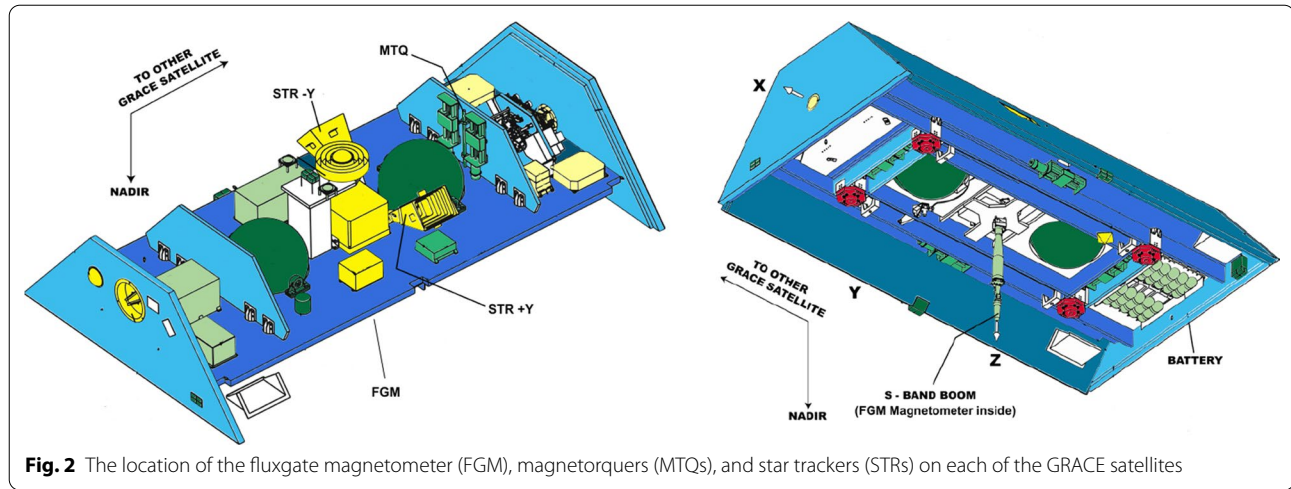 TO OTHER
GRACE SATELLITE
NADIR
STR -Y
MTQ
STR +Y
FGM
X
TO OTHER
GRACE SATELLITE
NADIR
Y
Z
S - BAND BOOM
(FGM Magnetometer inside)
BATTERY
Fig. 2 The location of the fluxgate magnetometer (FGM), magnetorquers (MTQs), and star trackers (STRs) on each of the GRACE satellites